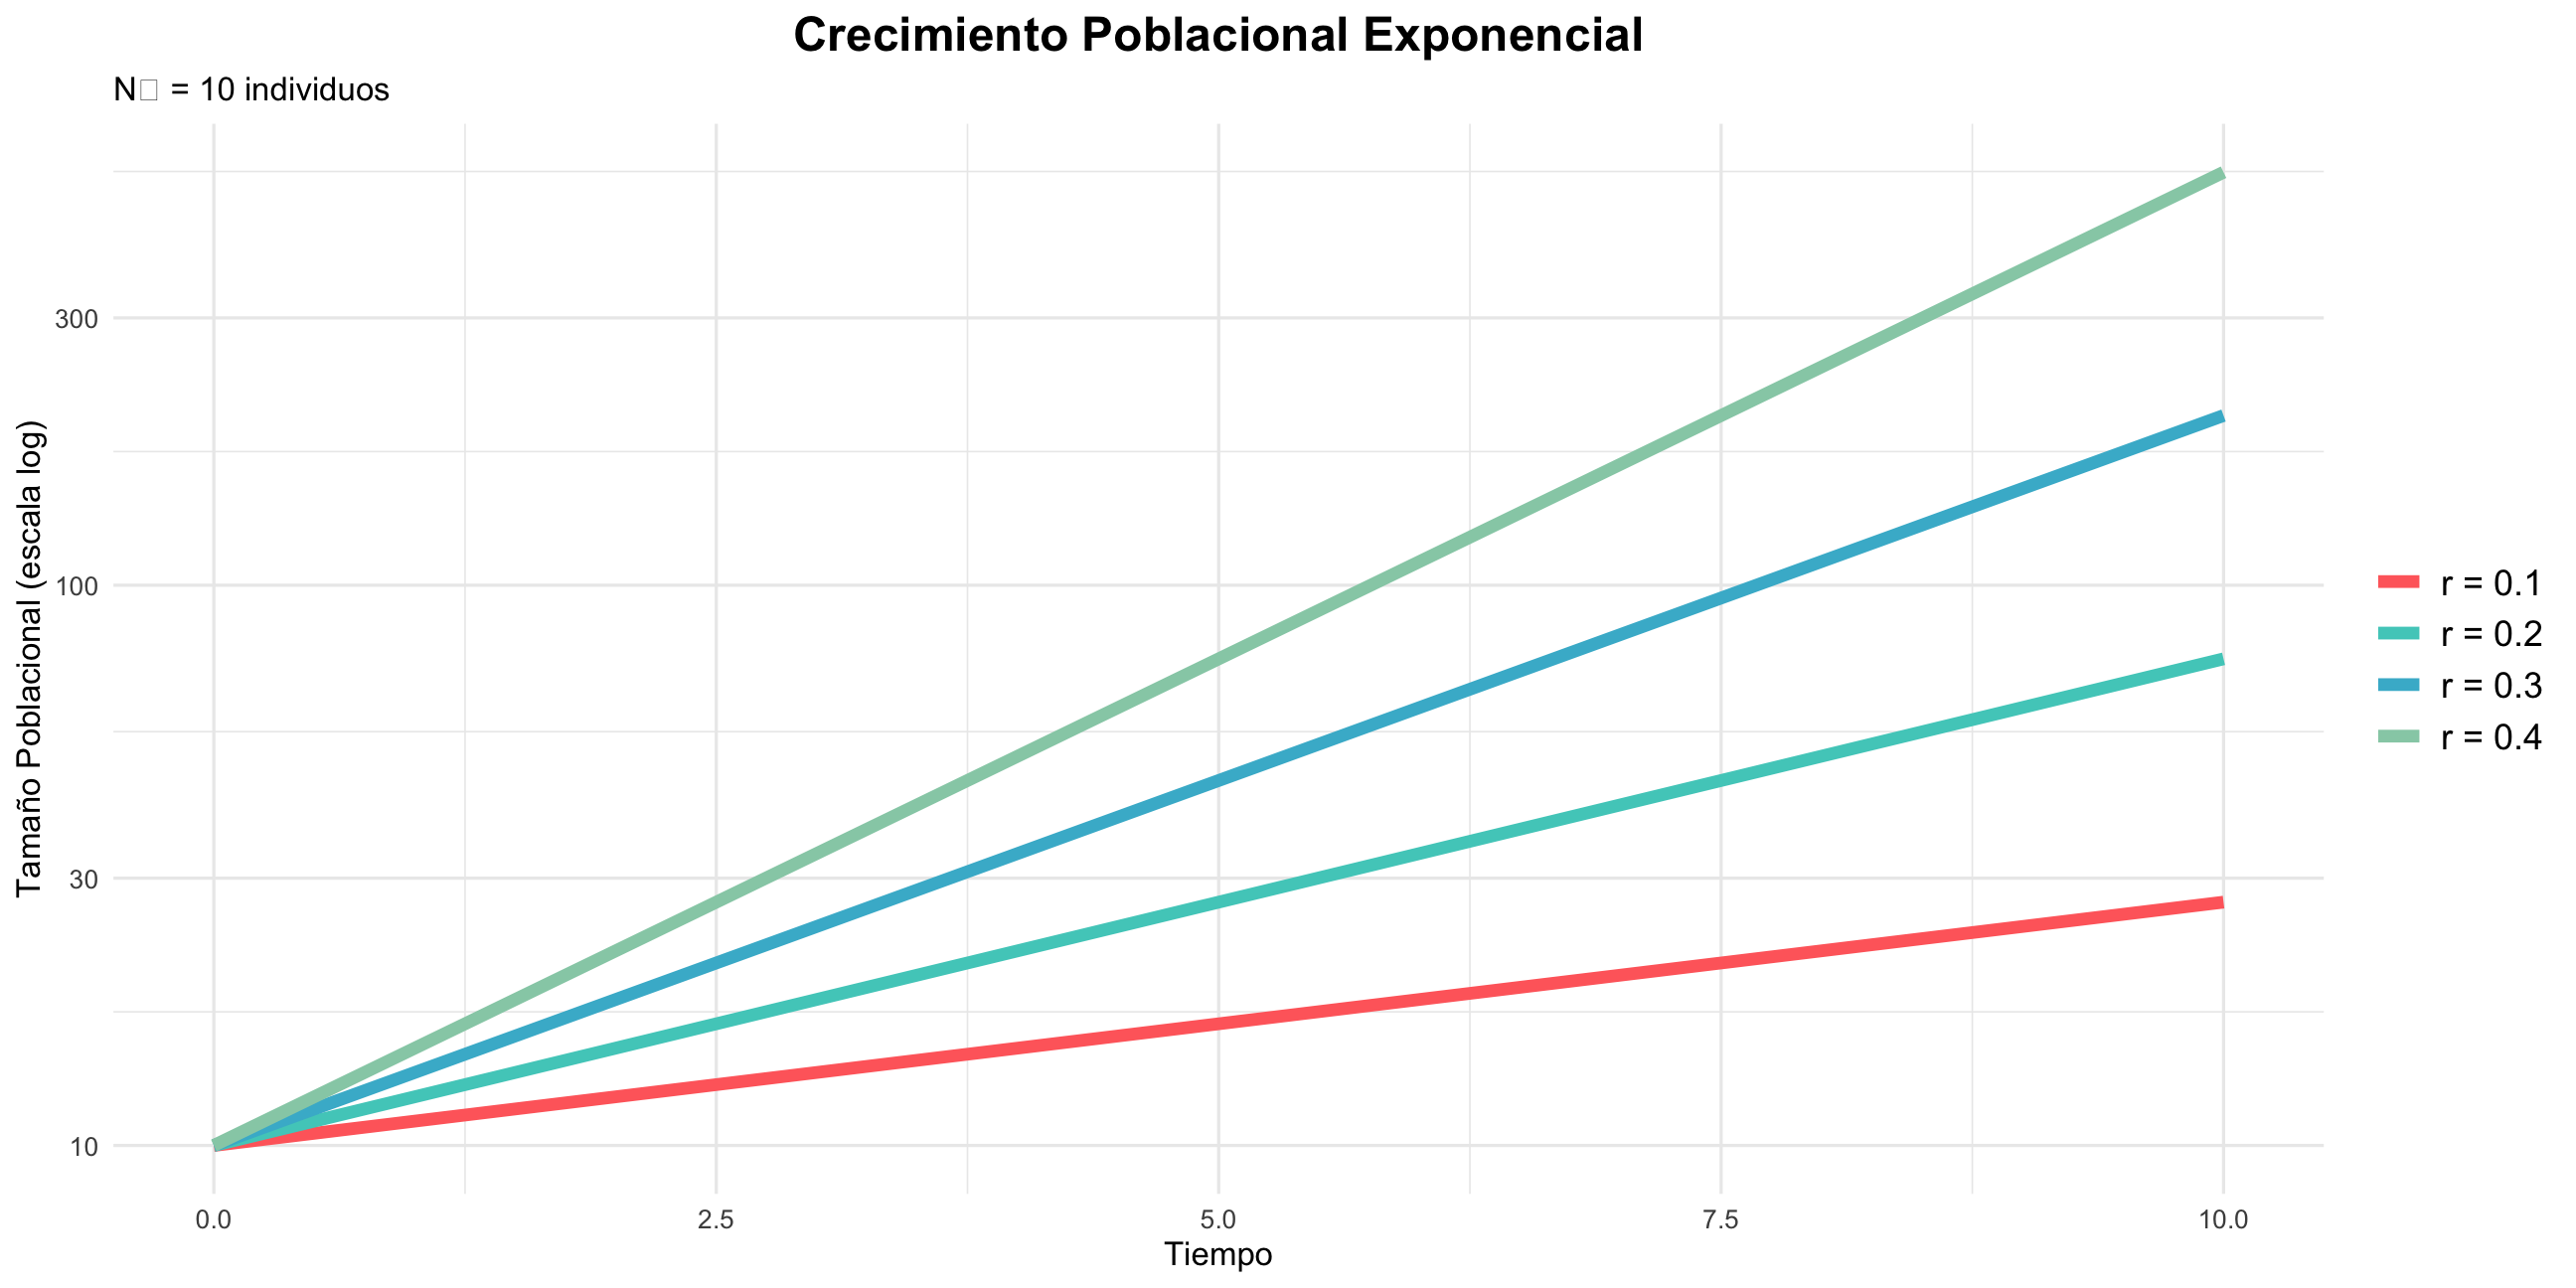 Crecimiento Poblacional Exponencial
N□ = 10 individuos
Tamaño Poblacional (escala log)
300
100
30
10
0.0 2.5 5.0 7.5 10.0
Tiempo
r = 0.1
r = 0.2
r = 0.3
r = 0.4